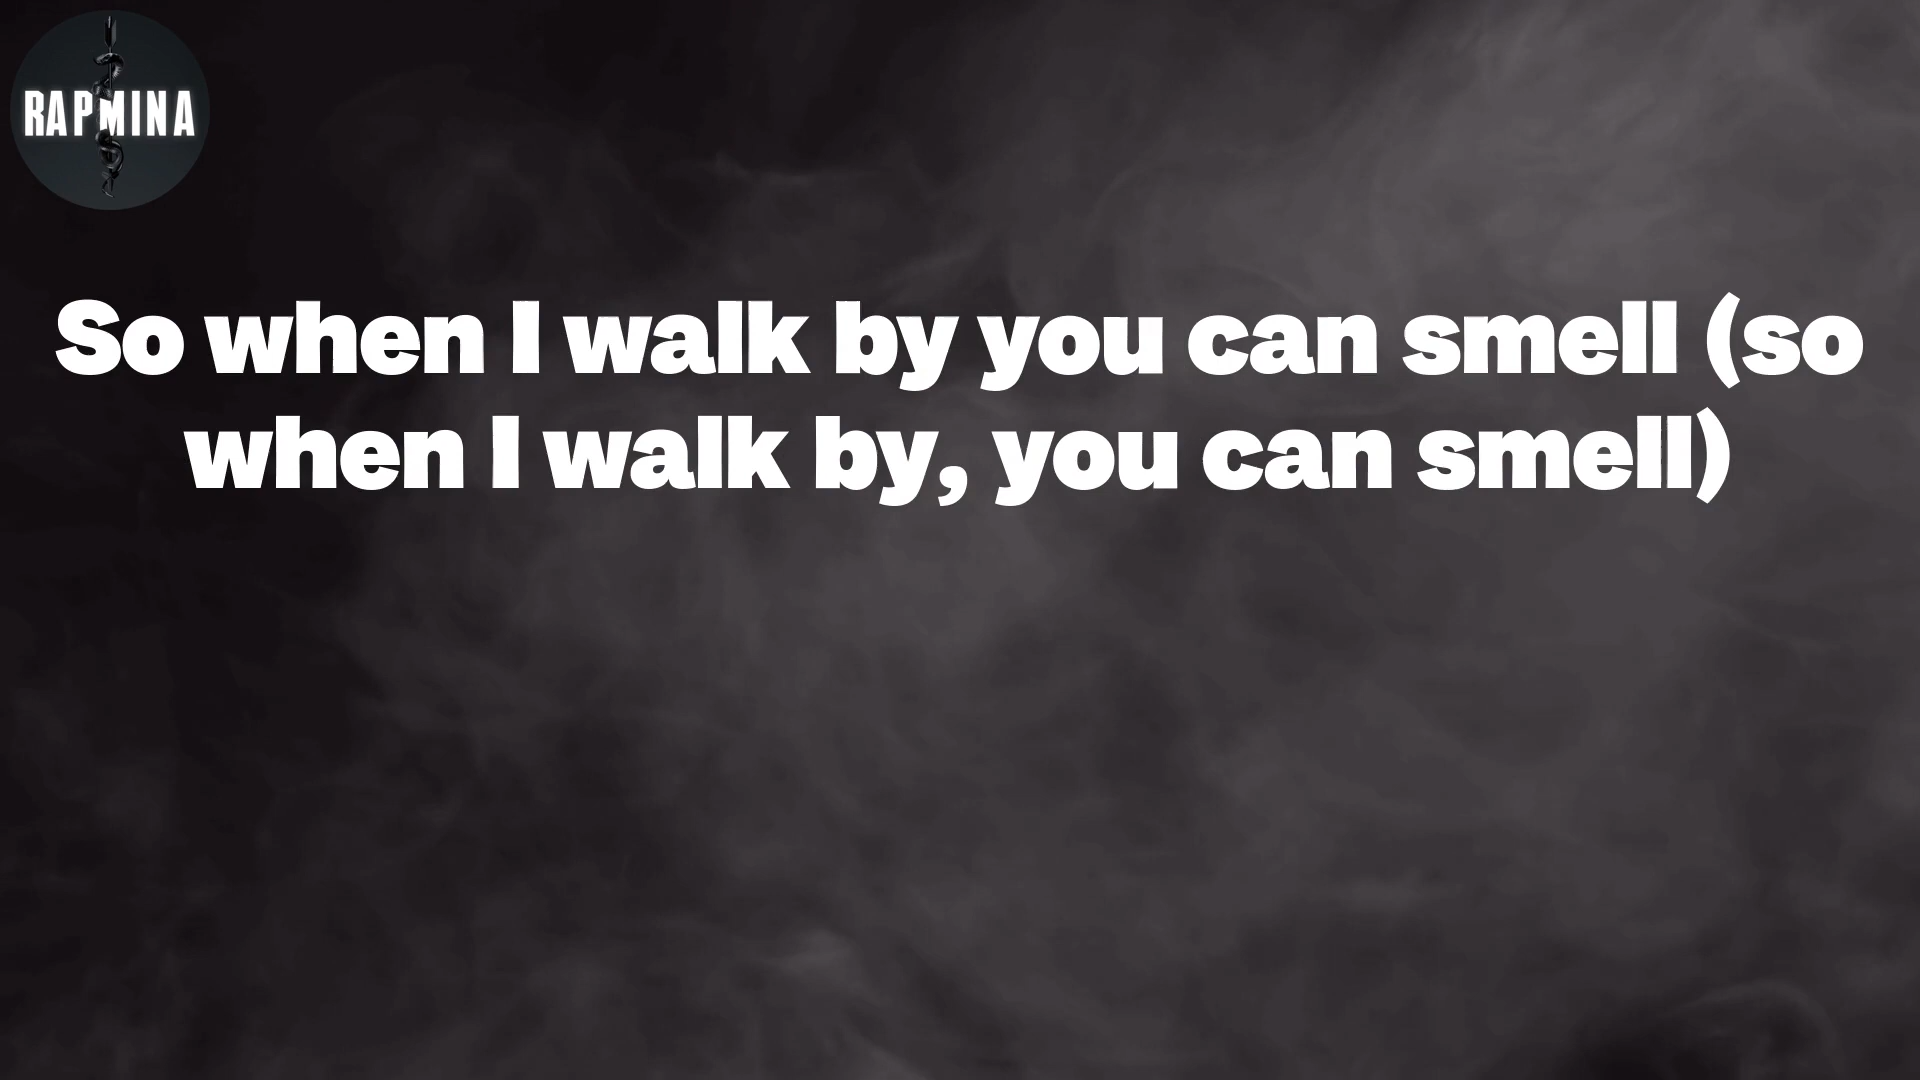 RAPMINA
So when I walk by you can smell (so
when I walk by, you can smell)